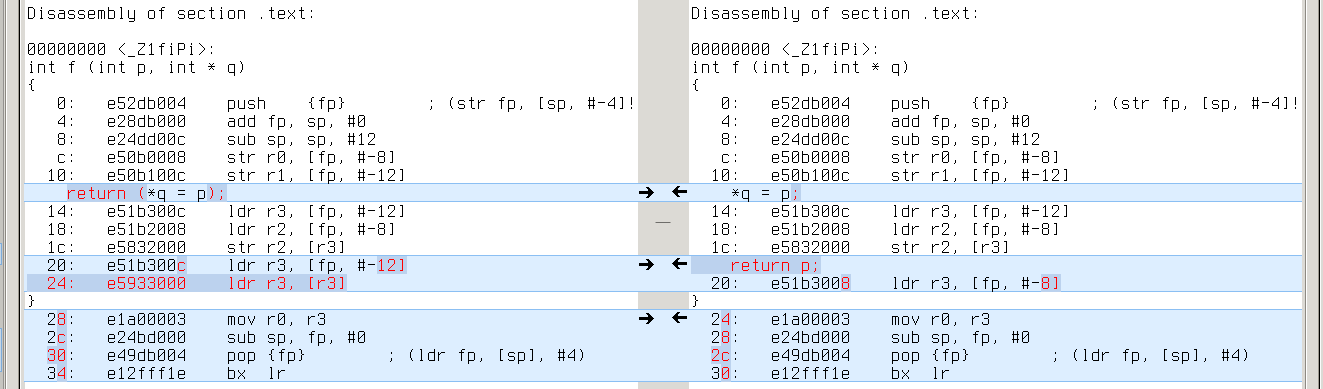 Disassembly of section .text:
00000000 <_Z1fiPi>:
int f (int p, int * q)
{
0: e52db004 push {fp} ; (str fp, [sp, #-4]!
4: e28db000 add fp, sp, #0
8: e24dd00c sub sp, sp, #12
c: e50b0008 str r0, [fp, #-8]
10: e50b100c str r1, [fp, #-12]
return (*q = p);
14: e51b300c ldr r3, [fp, #-12]
18: e51b2008 ldr r2, [fp, #-8]
1c: e5832000 str r2, [r3]
20: e51b300c ldr r3, [fp, #-12]
24: e5933000 ldr r3, [r3]
}
28: e1a00003 mov r0, r3
2c: e24bd000 sub sp, fp, #0
30: e49db004 pop {fp} ; (ldr fp, [sp], #4)
34: e12fff1e bx lr
Disassembly of section .text:
00000000 <_Z1fiPi>:
int f (int p, int * q)
{
0: e52db004 push {fp} ; (str fp, [sp, #-4]!
4: e28db000 add fp, sp, #0
8: e24dd00c sub sp, sp, #12
c: e50b0008 str r0, [fp, #-8]
10: e50b100c str r1, [fp, #-12]
*q = p;
14: e51b300c ldr r3, [fp, #-12]
18: e51b2008 ldr r2, [fp, #-8]
1c: e5832000 str r2, [r3]
return p;
20: e51b3008 ldr r3, [fp, #-8]
}
24: e1a00003 mov r0, r3
28: e24bd000 sub sp, fp, #0
2c: e49db004 pop {fp} ; (ldr fp, [sp], #4)
30: e12fff1e bx lr